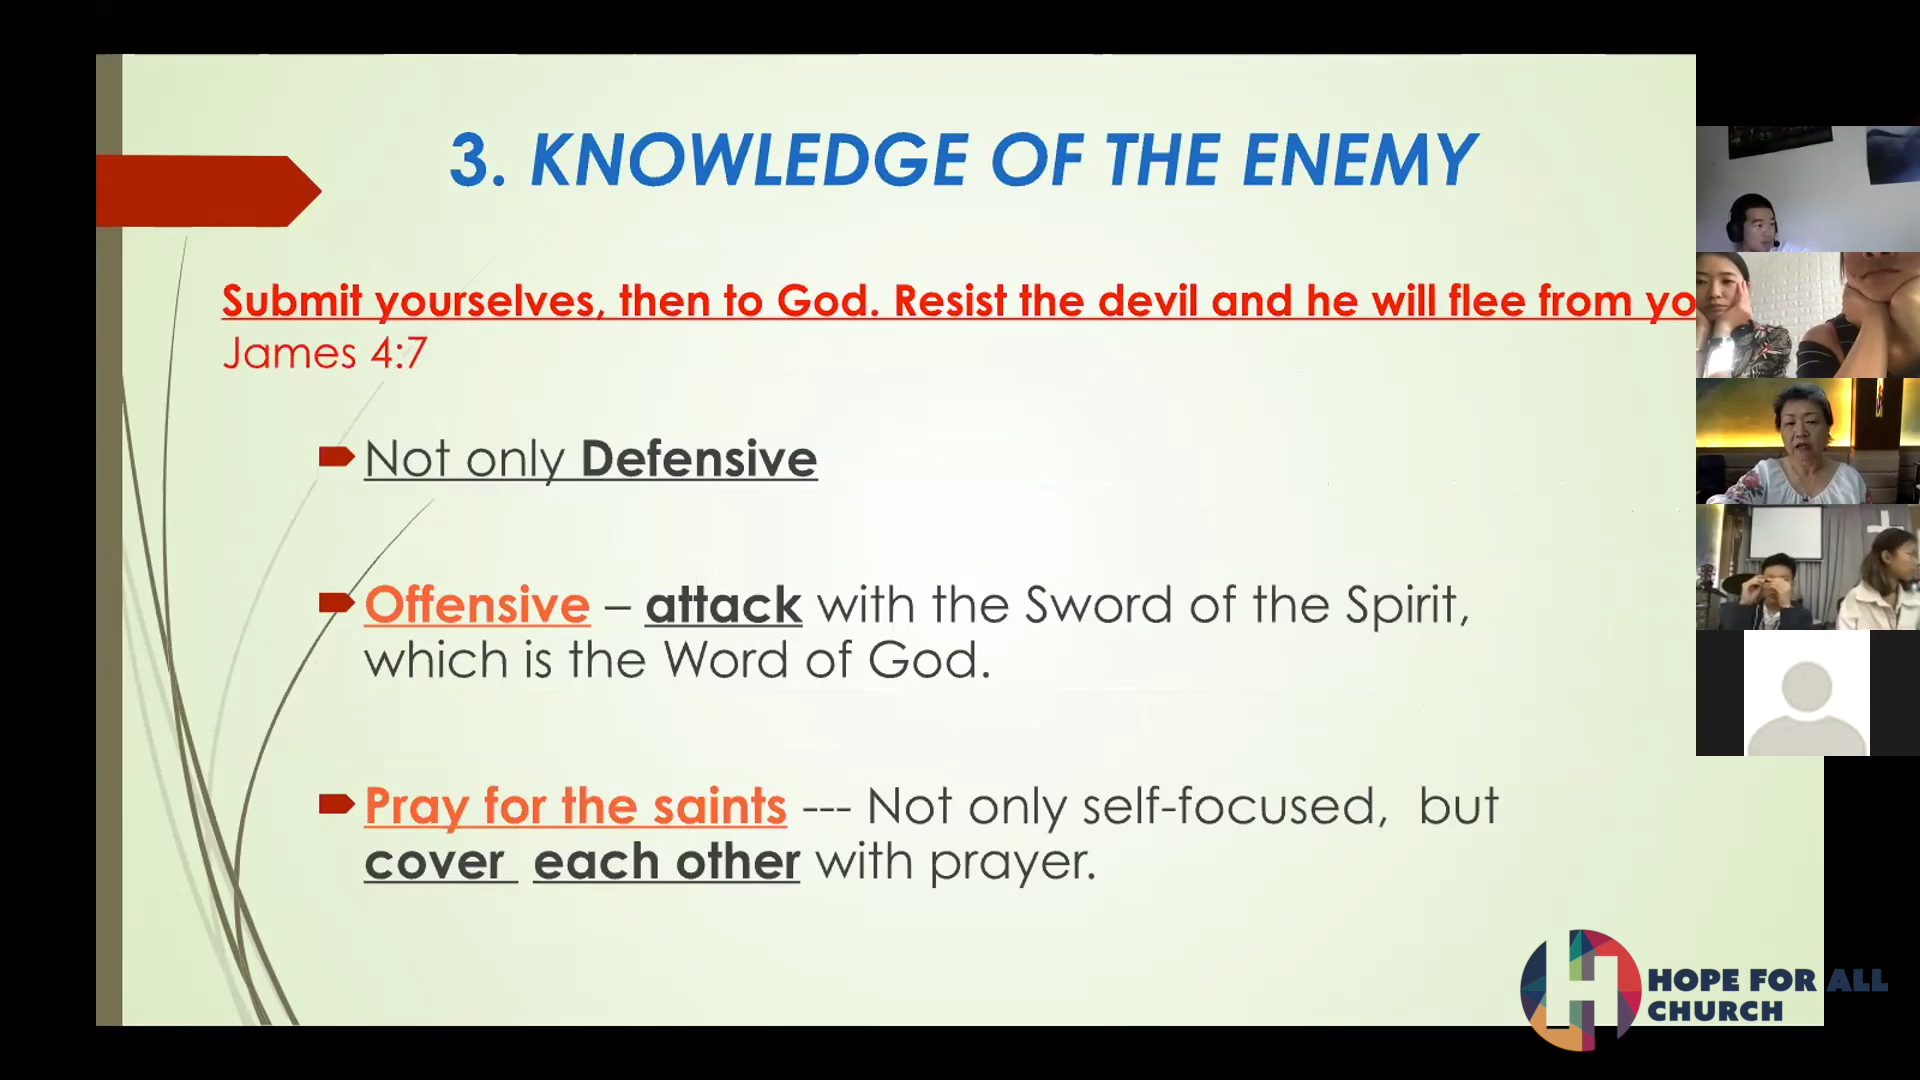 3. KNOWLEDGE OF THE ENEMY
Submit yourselves, then to God. Resist the devil and he will flee from yo
James 4:7
Not only Defensive
Offensive – attack with the Sword of the Spirit,
which is the Word of God.
Pray for the saints --- Not only self-focused, but
cover each other with prayer.
HOPE FOR ALL
CHURCH